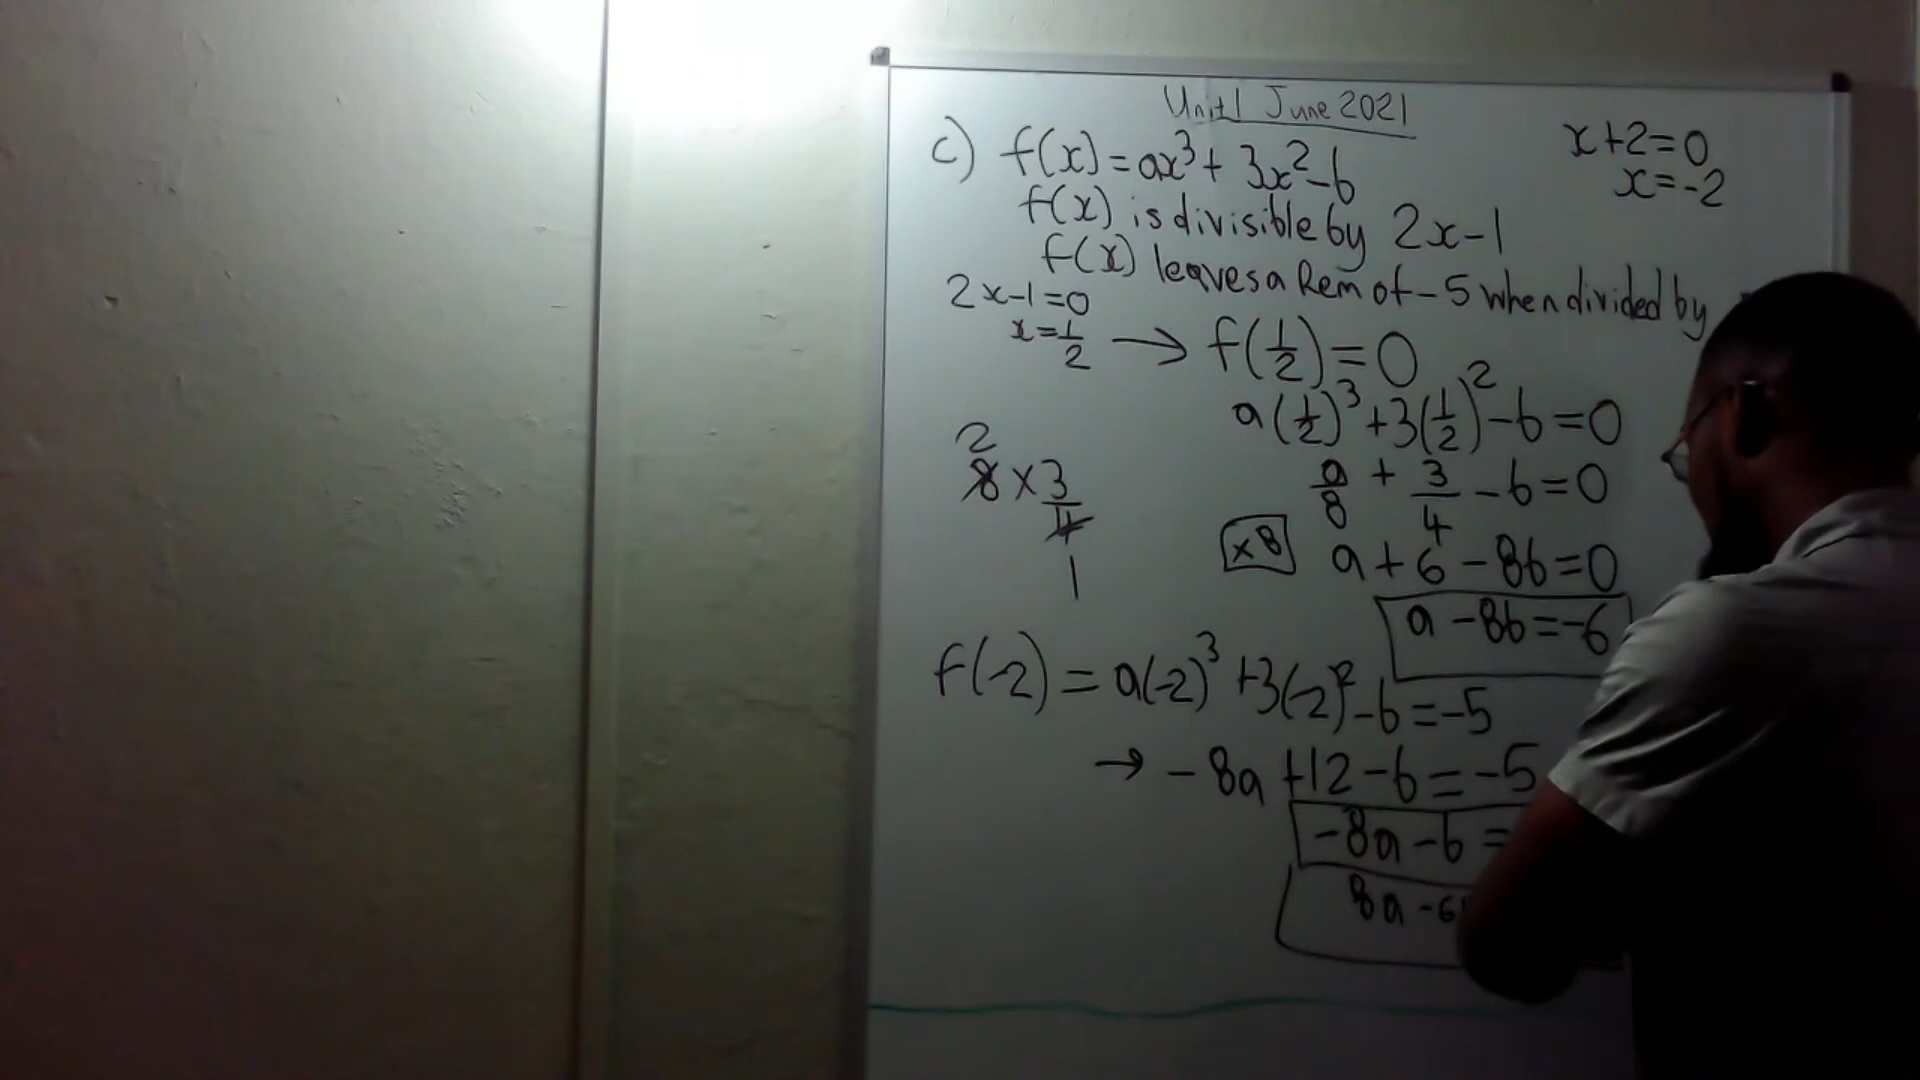 Unit 1 June 2021
c) f(x) = ax³ + 3x² - b
x+2=0
x=-2
f(x) is divisible by 2x-1
f(x) leaves a Rem of -5 when divided by
2x-1=0
x=1/2 → f(1/2) = 0
a(1/2)³ + 3(1/2)² - b = 0
a/8 + 3/4 - b = 0
2
8 × 3/4
1
×8 a + 6 - 8b = 0
a - 8b = -6
f(-2) = a(-2)³ + 3(-2)² - b = -5
→ -8a + 12 - b = -5
-8a - b =
8a - 6